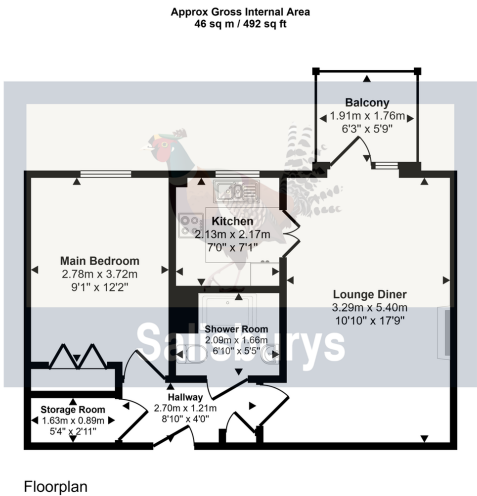 Approx Gross Internal Area
46 sq m / 492 sq ft
Balcony
1.91m x 1.76m
6'3" x 5'9"
Kitchen
2.13m x 2.17m
7'0" x 7'1"
Main Bedroom
2.78m x 3.72m
9'1" x 12'2"
Lounge Diner
3.29m x 5.40m
10'10" x 17'9"
Shower Room
2.09m x 1.66m
6'10" x 5'5"
Salisburys
Hallway
2.70m x 1.21m
8'10" x 4'0"
Storage Room
1.63m x 0.89m
5'4" x 2'11"
Floorplan